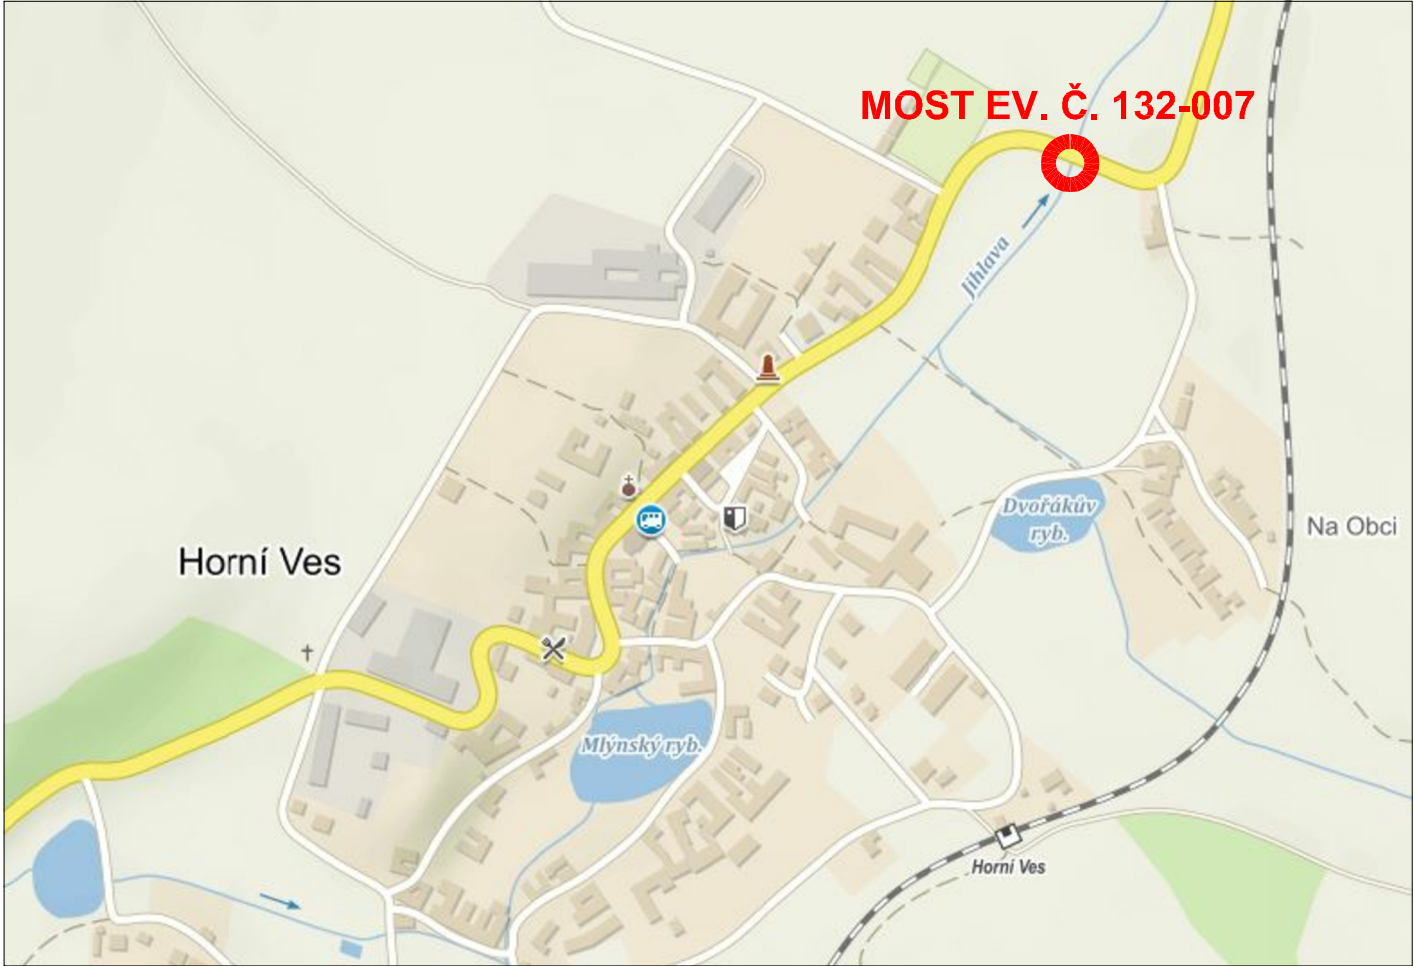 MOST EV. Č. 132-007
Jihlava
Dvořákův
ryb.
Na Obci
Horní Ves
Mlýnský ryb.
Horní Ves